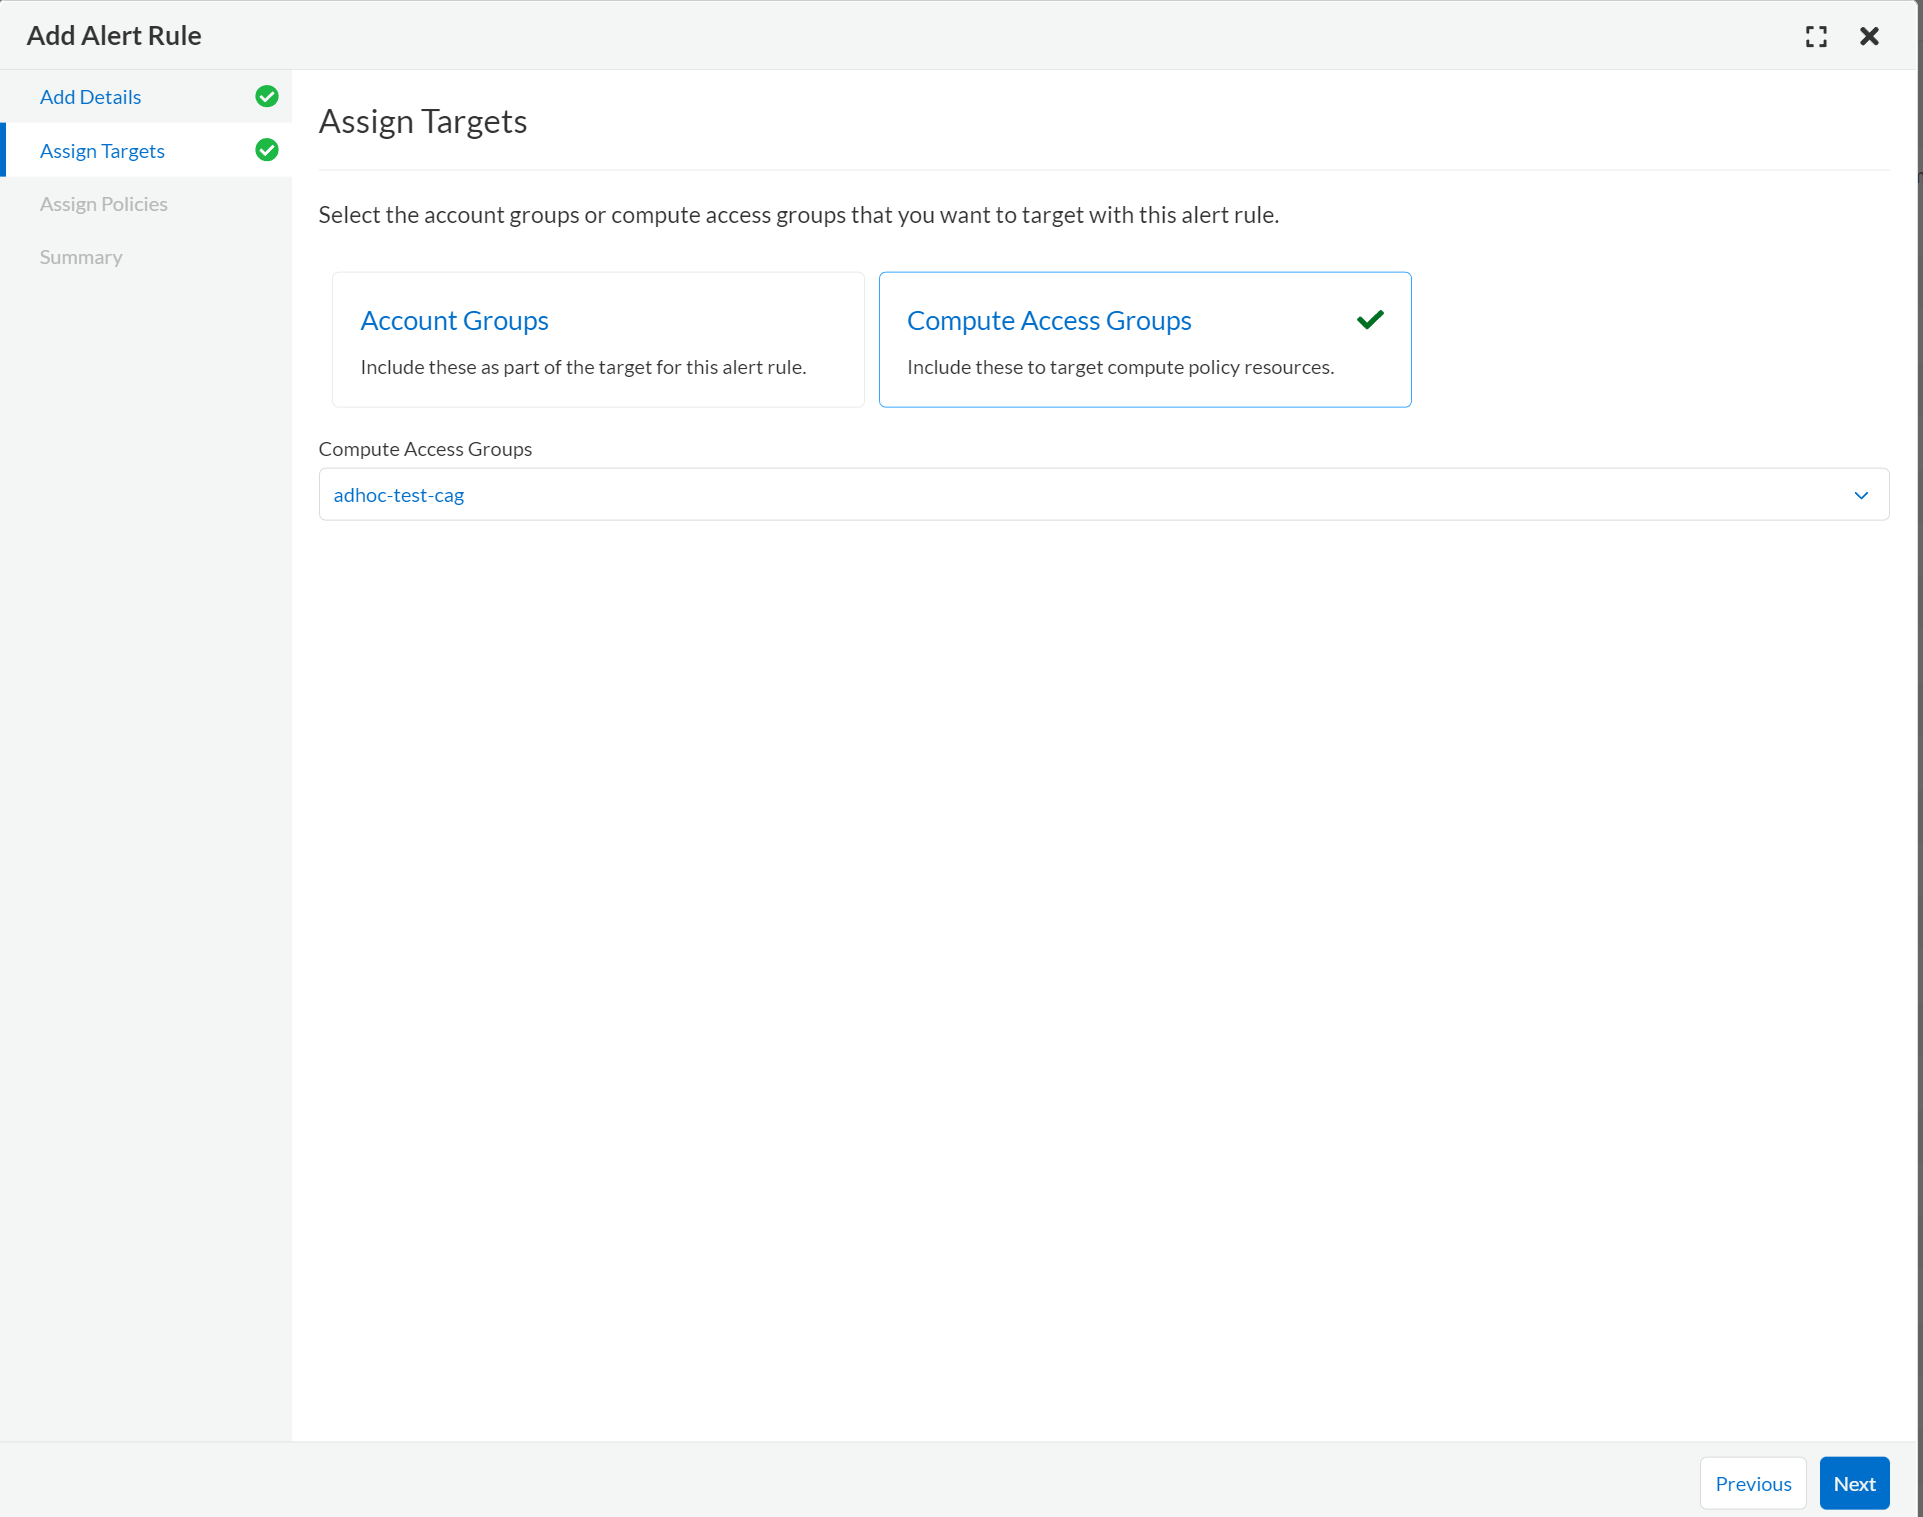 Add Alert Rule
Add Details
Assign Targets
Assign Policies
Summary
Assign Targets
Select the account groups or compute access groups that you want to target with this alert rule.
Account Groups
Include these as part of the target for this alert rule.
Compute Access Groups
Include these to target compute policy resources.
Compute Access Groups
adhoc-test-cag
Previous
Next